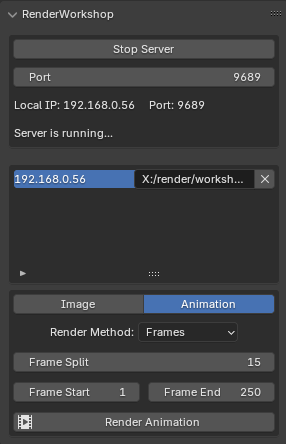 RenderWorkshop
Stop Server
Port 9689
Local IP: 192.168.0.56 Port: 9689
Server is running...
192.168.0.56 X:/render/worksh...
Image Animation
Render Method: Frames
Frame Split 15
Frame Start 1 Frame End 250
Render Animation